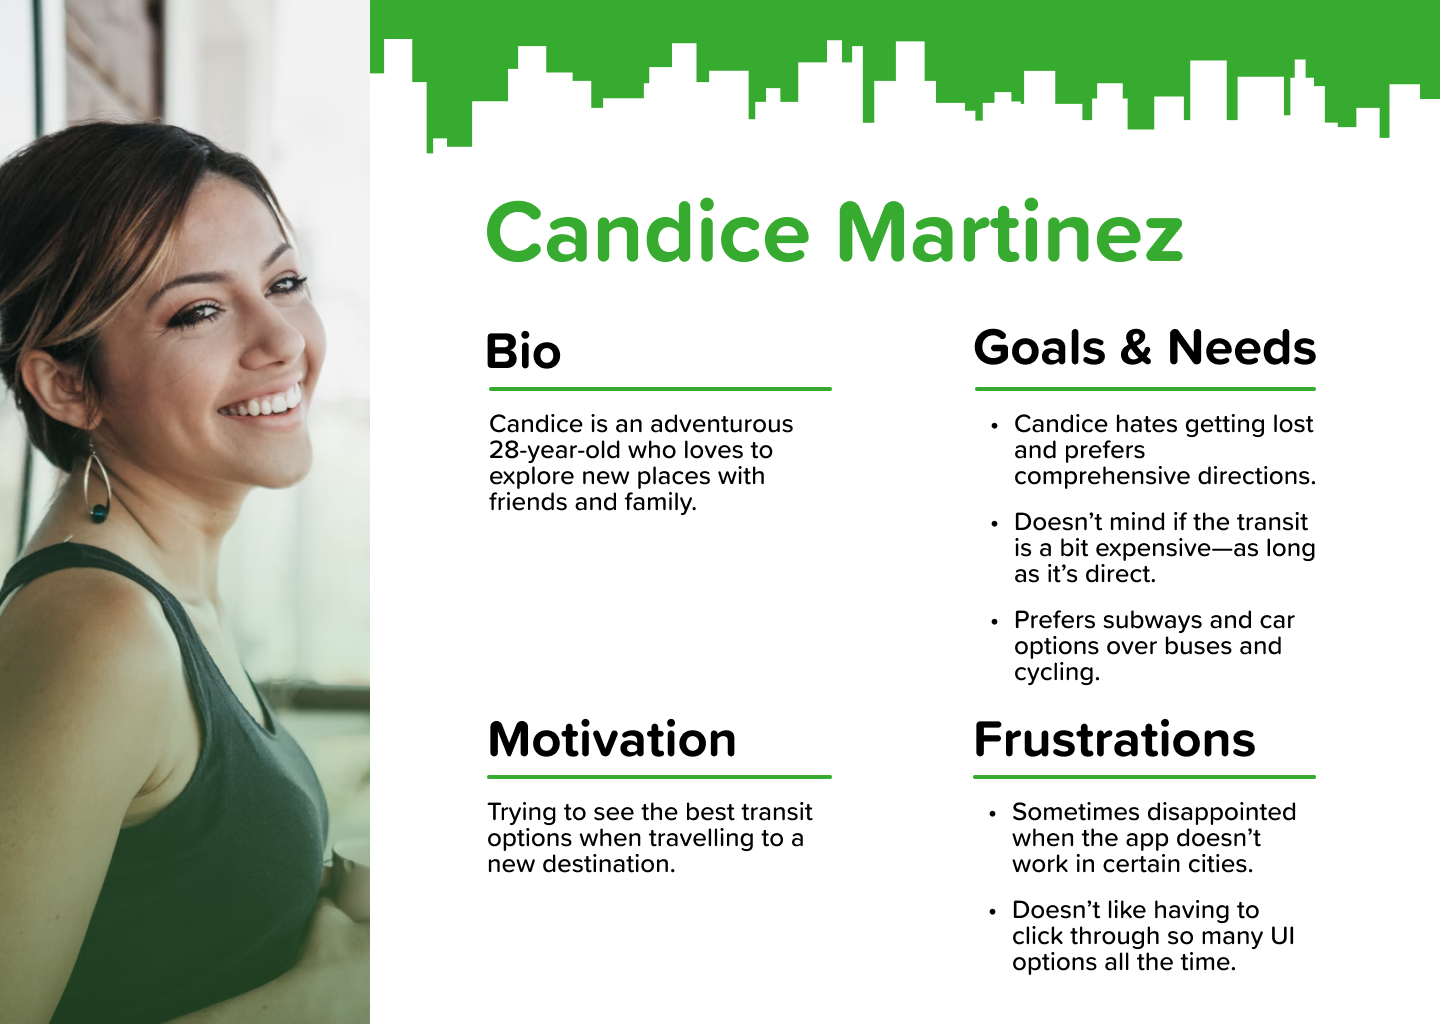 Candice Martinez
Bio
Candice is an adventurous
28-year-old who loves to
explore new places with
friends and family.
Goals & Needs
• Candice hates getting lost
and prefers
comprehensive directions.
• Doesn’t mind if the transit
is a bit expensive—as long
as it’s direct.
• Prefers subways and car
options over buses and
cycling.
Motivation
Trying to see the best transit
options when travelling to a
new destination.
Frustrations
• Sometimes disappointed
when the app doesn’t
work in certain cities.
• Doesn’t like having to
click through so many UI
options all the time.